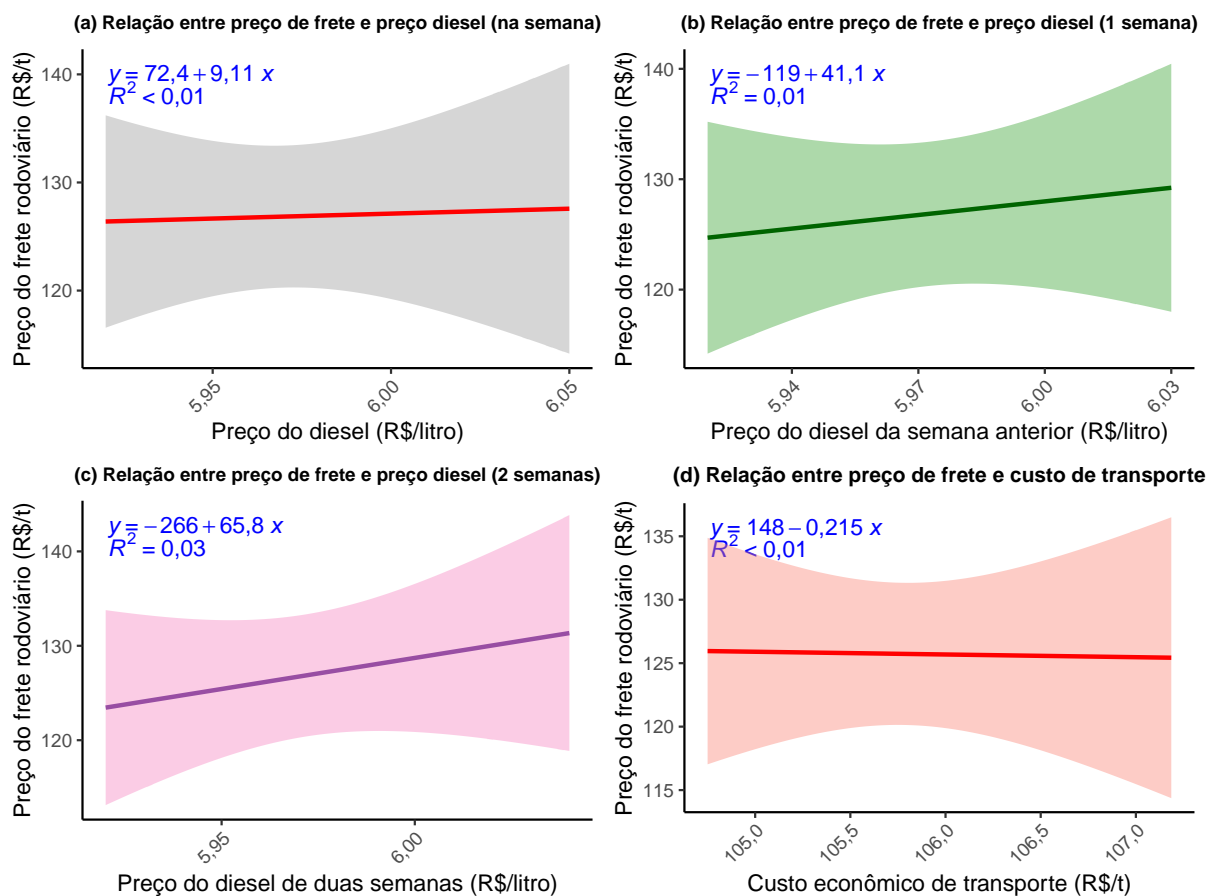 (a) Relação entre preço de frete e preço diesel (na semana)
y = 72,4 + 9,11 x
R² < 0,01
140
130
120
Preço do frete rodoviário (R$/t)
5,95
6,00
6,05
Preço do diesel (R$/litro)
(b) Relação entre preço de frete e preço diesel (1 semana)
y = −119 + 41,1 x
R² = 0,01
140
130
120
Preço do frete rodoviário (R$/t)
5,94
5,97
6,00
6,03
Preço do diesel da semana anterior (R$/litro)
(c) Relação entre preço de frete e preço diesel (2 semanas)
y = −266 + 65,8 x
R² = 0,03
140
130
120
Preço do frete rodoviário (R$/t)
5,95
6,00
Preço do diesel de duas semanas (R$/litro)
(d) Relação entre preço de frete e custo de transporte
y = 148 − 0,215 x
R² < 0,01
135
130
125
120
115
Preço do frete rodoviário (R$/t)
105,0
105,5
106,0
106,5
107,0
Custo econômico de transporte (R$/t)